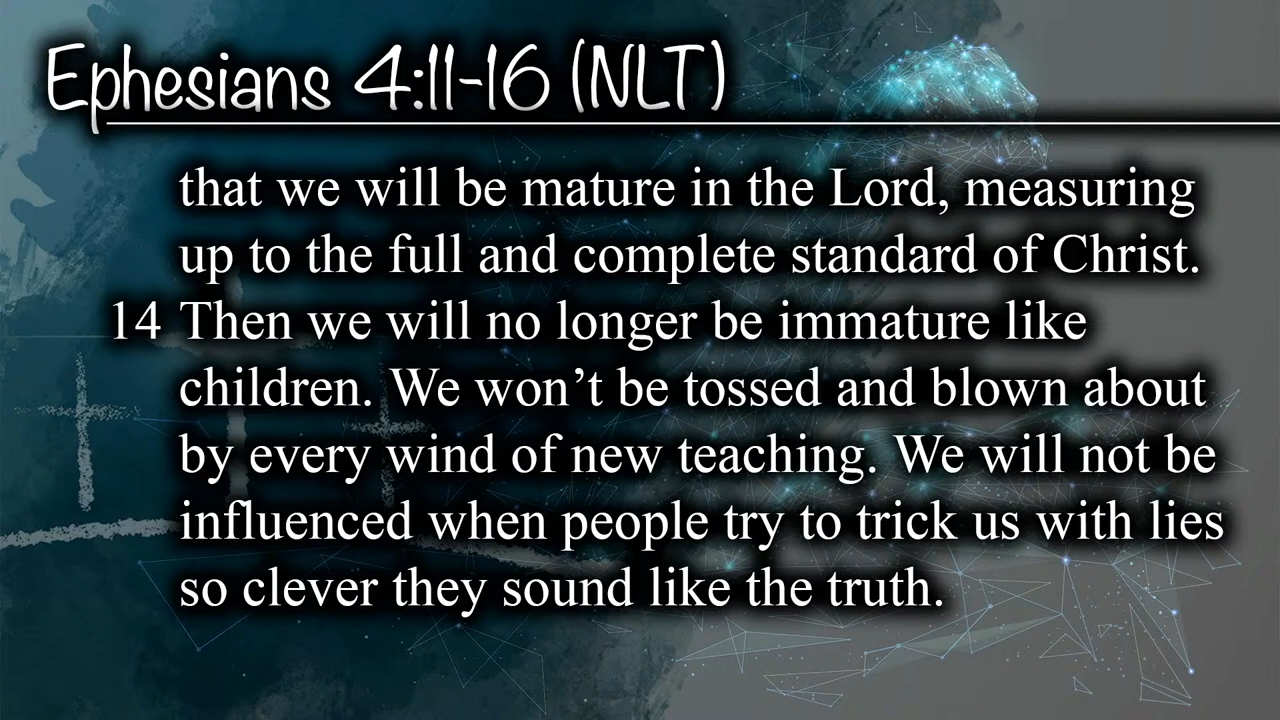 Ephesians 4:11-16 (NLT)
that we will be mature in the Lord, measuring
up to the full and complete standard of Christ.
14 Then we will no longer be immature like
children. We won’t be tossed and blown about
by every wind of new teaching. We will not be
influenced when people try to trick us with lies
so clever they sound like the truth.